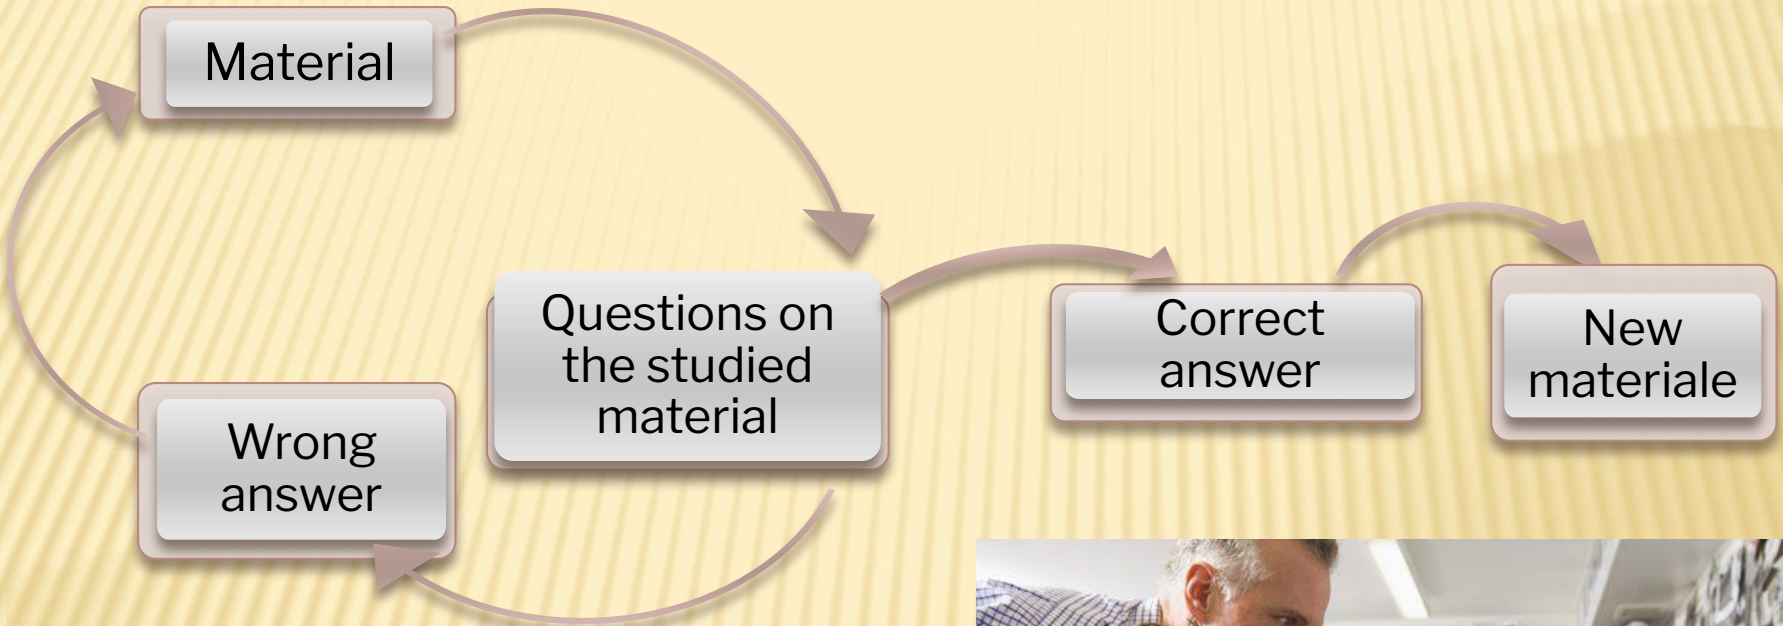 Material
Questions on
the studied
material
Correct
answer
New
materiale
Wrong
answer